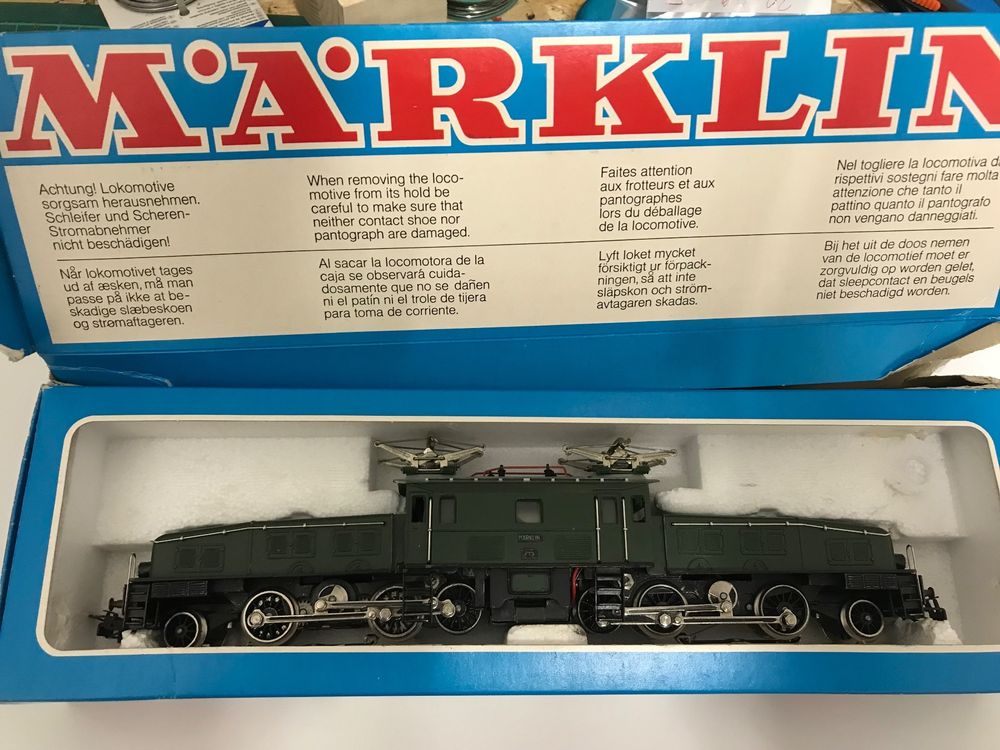 MÄRKLIN
Achtung! Lokomotive
sorgsam herausnehmen.
Schleifer und Scheren-
Stromabnehmer
nicht beschädigen!
When removing the loco-
motive from its hold be
careful to make sure that
neither contact shoe nor
pantograph are damaged.
Faites attention
aux frotteurs et aux
pantographes
lors du déballage
de la locomotive.
Nel togliere la locomotiva
rispettivi sostegni fare molta
attenzione che tanto il
pattino quanto il pantografo
non vengano danneggiati.
Når lokomotivet tages
ud af æsken, må man
passe på ikke at be-
skadige slæbeskoen
og strømaftageren.
Al sacar la locomotora de la
caja se observará cuida-
dosamente que no se dañen
ni el patín ni el trole de tijera
para toma de corriente.
Lyft loket mycket
försiktigt ur förpack-
ningen, så att inte
släpskon och ström-
avtagaren skadas.
Bij het uit de doos nemen
van de locomotief moet er
zorgvuldig op worden gelet,
dat sleepcontact en beugels
niet beschadigd worden.
MÄRKLIN